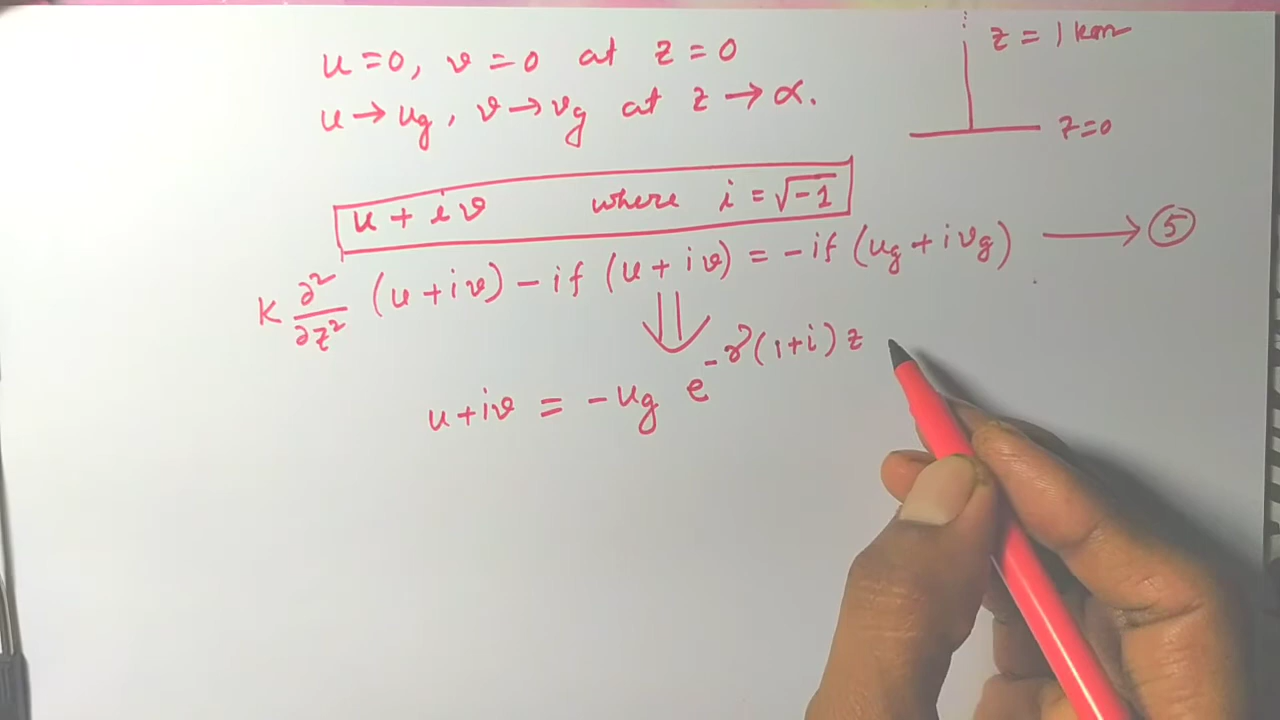 u = 0, v = 0 at z = 0
u → ug, v → vg at z → α.
z = 1 km
z = 0
u + iv where i = √-1
K ∂²/∂z² (u + iv) - if (u + iv) = - if (ug + ivg) → ⑤
⇓
u + iv = - ug e^-γ(1+i)z